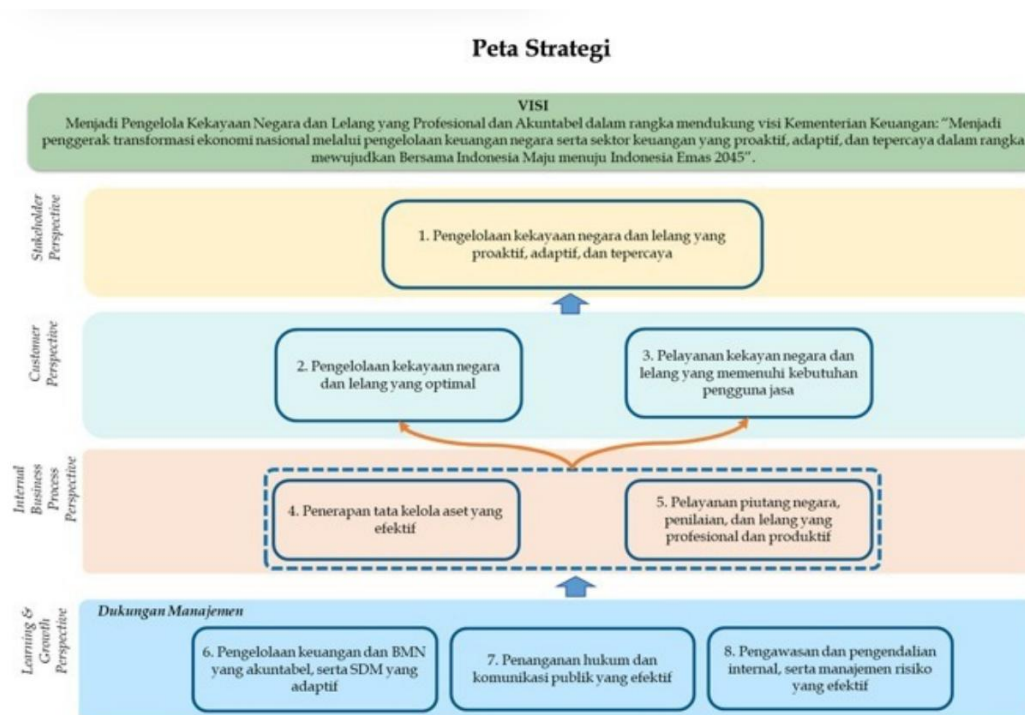 Peta Strategi
VISI
Menjadi Pengelola Kekayaan Negara dan Lelang yang Profesional dan Akuntabel dalam rangka mendukung visi Kementerian Keuangan: “Menjadi
penggerak transformasi ekonomi nasional melalui pengelolaan keuangan negara serta sektor keuangan yang proaktif, adaptif, dan tepercaya dalam rangka
mewujudkan Bersama Indonesia Maju menuju Indonesia Emas 2045”.
Stakeholder
Perspective
1. Pengelolaan kekayaan negara dan lelang yang
proaktif, adaptif, dan tepercaya
Customer
Perspective
2. Pengelolaan kekayaan negara
dan lelang yang optimal
3. Pelayanan kekayan negara dan
lelang yang memenuhi kebutuhan
pengguna jasa
Internal
Business
Process
Perspective
4. Penerapan tata kelola aset yang
efektif
5. Pelayanan piutang negara,
penilaian, dan lelang yang
profesional dan produktif
Learning &
Growth
Perspective
Dukungan Manajemen
6. Pengelolaan keuangan dan BMN
yang akuntabel, serta SDM yang
adaptif
7. Penanganan hukum dan
komunikasi publik yang efektif
8. Pengawasan dan pengendalian
internal, serta manajemen risiko
yang efektif